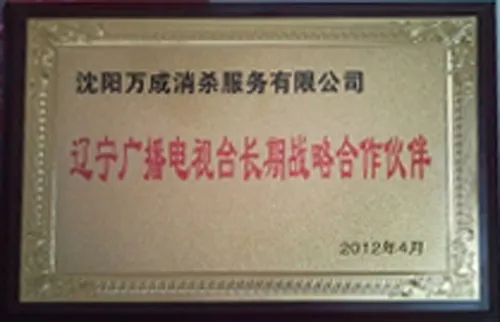 沈阳万成消杀服务有限公司
辽宁广播电视台长期战略合作伙伴
2012年4月